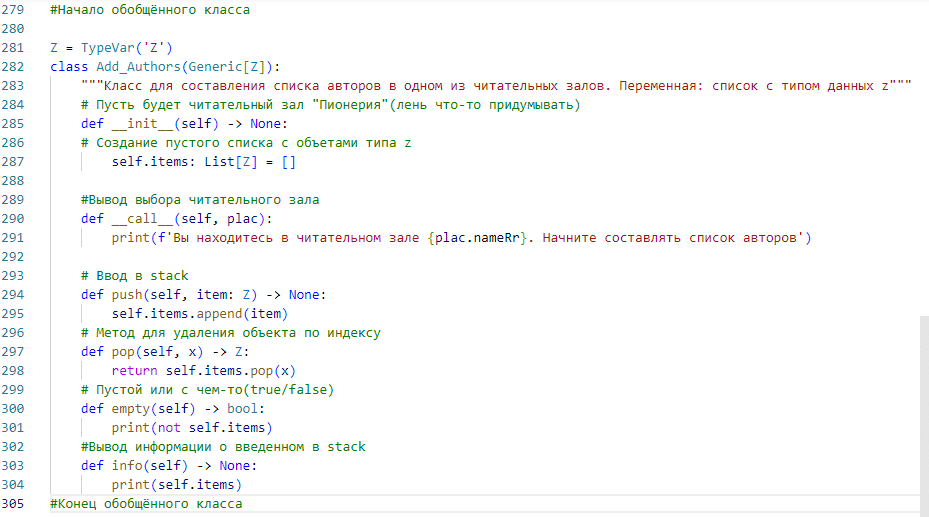 279 #Начало обобщённого класса
280
281 Z = TypeVar('Z')
282 class Add_Authors(Generic[Z]):
283     """Класс для составления списка авторов в одном из читательных залов. Переменная: список с типом данных z"""
284     # Пусть будет читательный зал "Пионерия"(лень что-то придумывать)
285     def __init__(self) -> None:
286     # Создание пустого списка с объетами типа z
287         self.items: List[Z] = []
288
289     #Вывод выбора читательного зала
290     def __call__(self, plac):
291         print(f'Вы находитесь в читательном зале {plac.nameRr}. Начните составлять список авторов')
292
293     # Ввод в stack
294     def push(self, item: Z) -> None:
295         self.items.append(item)
296     # Метод для удаления объекта по индексу
297     def pop(self, x) -> Z:
298         return self.items.pop(x)
299     # Пустой или с чем-то(true/false)
300     def empty(self) -> bool:
301         print(not self.items)
302     #Вывод информации о введенном в stack
303     def info(self) -> None:
304         print(self.items)
305 #Конец обобщённого класса